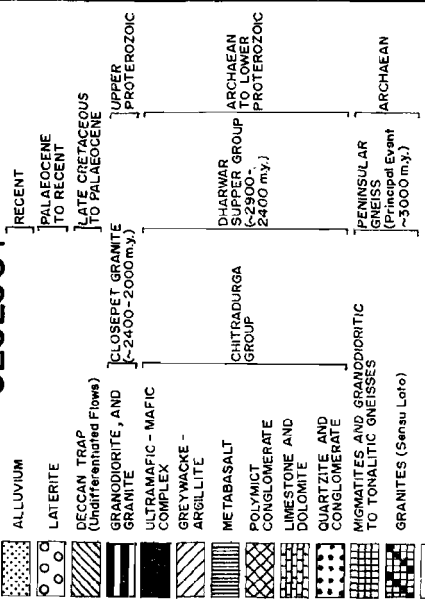 ALLUVIUM
RECENT
LATERITE
PALAEOCENE
TO RECENT
DECCAN TRAP
(Undifferentiated Flows)
LATE CRETACEOUS
TO PALAEOCENE
GRANODIORITE, AND
GRANITE
CLOSEPET GRANITE
(~2400-2000 m.y.)
UPPER
PROTEROZOIC
ULTRAMAFIC - MAFIC
COMPLEX
GREYWACKE -
ARGILLITE
METABASALT
POLYMICT
CONGLOMERATE
LIMESTONE AND
DOLOMITE
QUARTZITE AND
CONGLOMERATE
CHITRADURGA
GROUP
DHARWAR
SUPPER GROUP
(~2900-
2400 m.y.)
ARCHAEAN
TO LOWER
PROTEROZOIC
MIGMATITES AND GRANODIORITIC
TO TONALITIC GNEISSES
GRANITES (Sensu Lato)
PENINSULAR
GNEISS
(Principal Event
~3000 m.y.)
ARCHAEAN